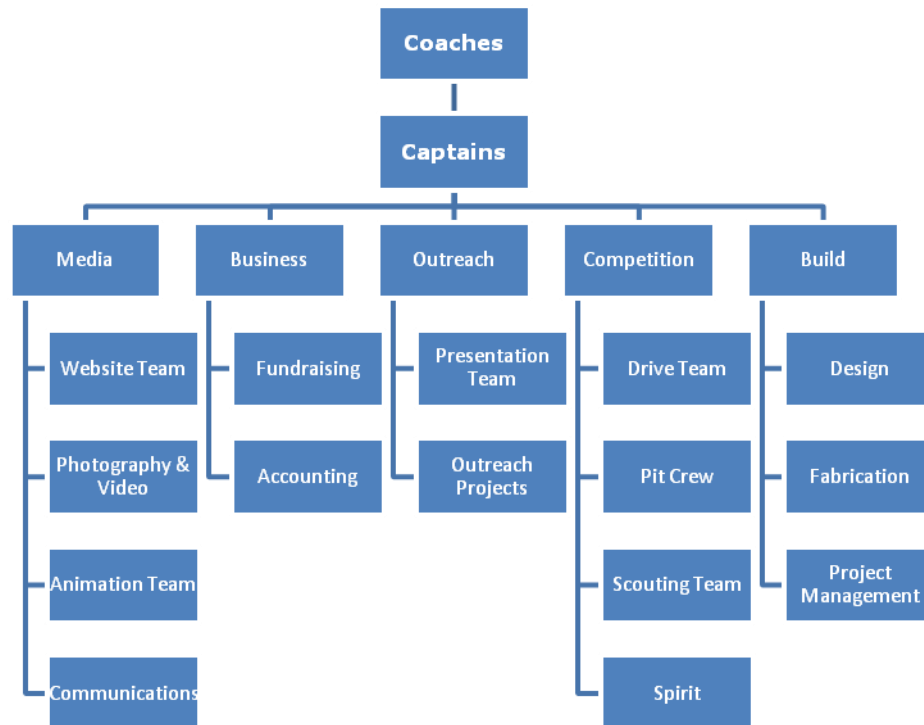 Coaches
Captains
Media
Business
Outreach
Competition
Build
Website Team
Fundraising
Presentation
Team
Drive Team
Design
Photography &
Video
Accounting
Outreach
Projects
Pit Crew
Fabrication
Animation Team
Scouting Team
Project
Management
Communications
Spirit